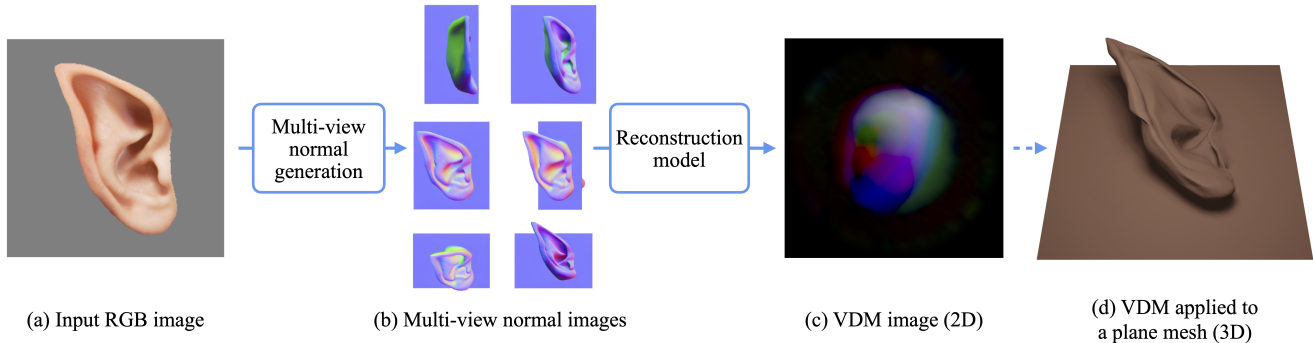 Multi-view
normal
generation
Reconstruction
model
(a) Input RGB image
(b) Multi-view normal images
(c) VDM image (2D)
(d) VDM applied to
a plane mesh (3D)